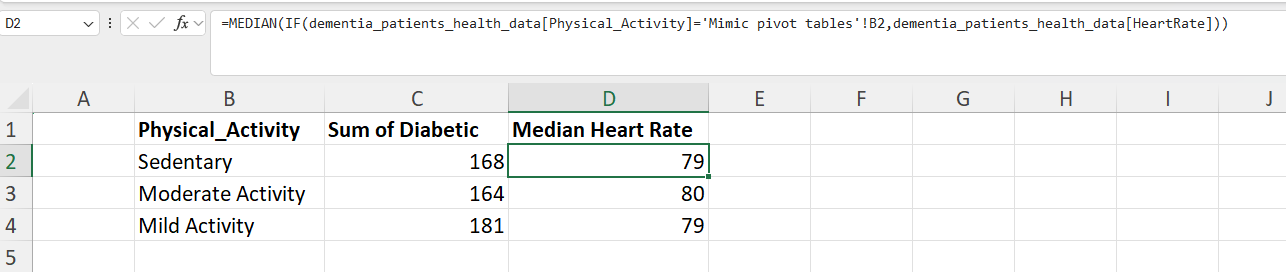 D2 fx =MEDIAN(IF(dementia_patients_health_data[Physical_Activity]='Mimic pivot tables'!B2,dementia_patients_health_data[HeartRate]))
A B C D E F G H I J
1 Physical_Activity Sum of Diabetic Median Heart Rate
2 Sedentary 168 79
3 Moderate Activity 164 80
4 Mild Activity 181 79
5